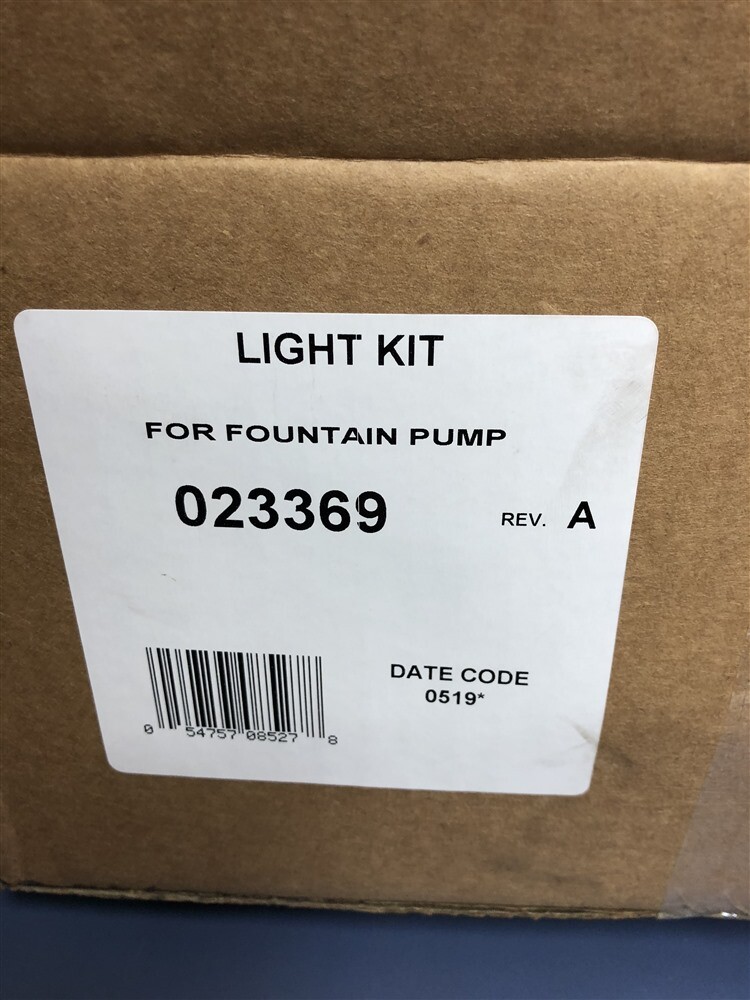 LIGHT KIT
FOR FOUNTAIN PUMP
023369 REV. A
DATE CODE
0519*
0 54757 08527 8